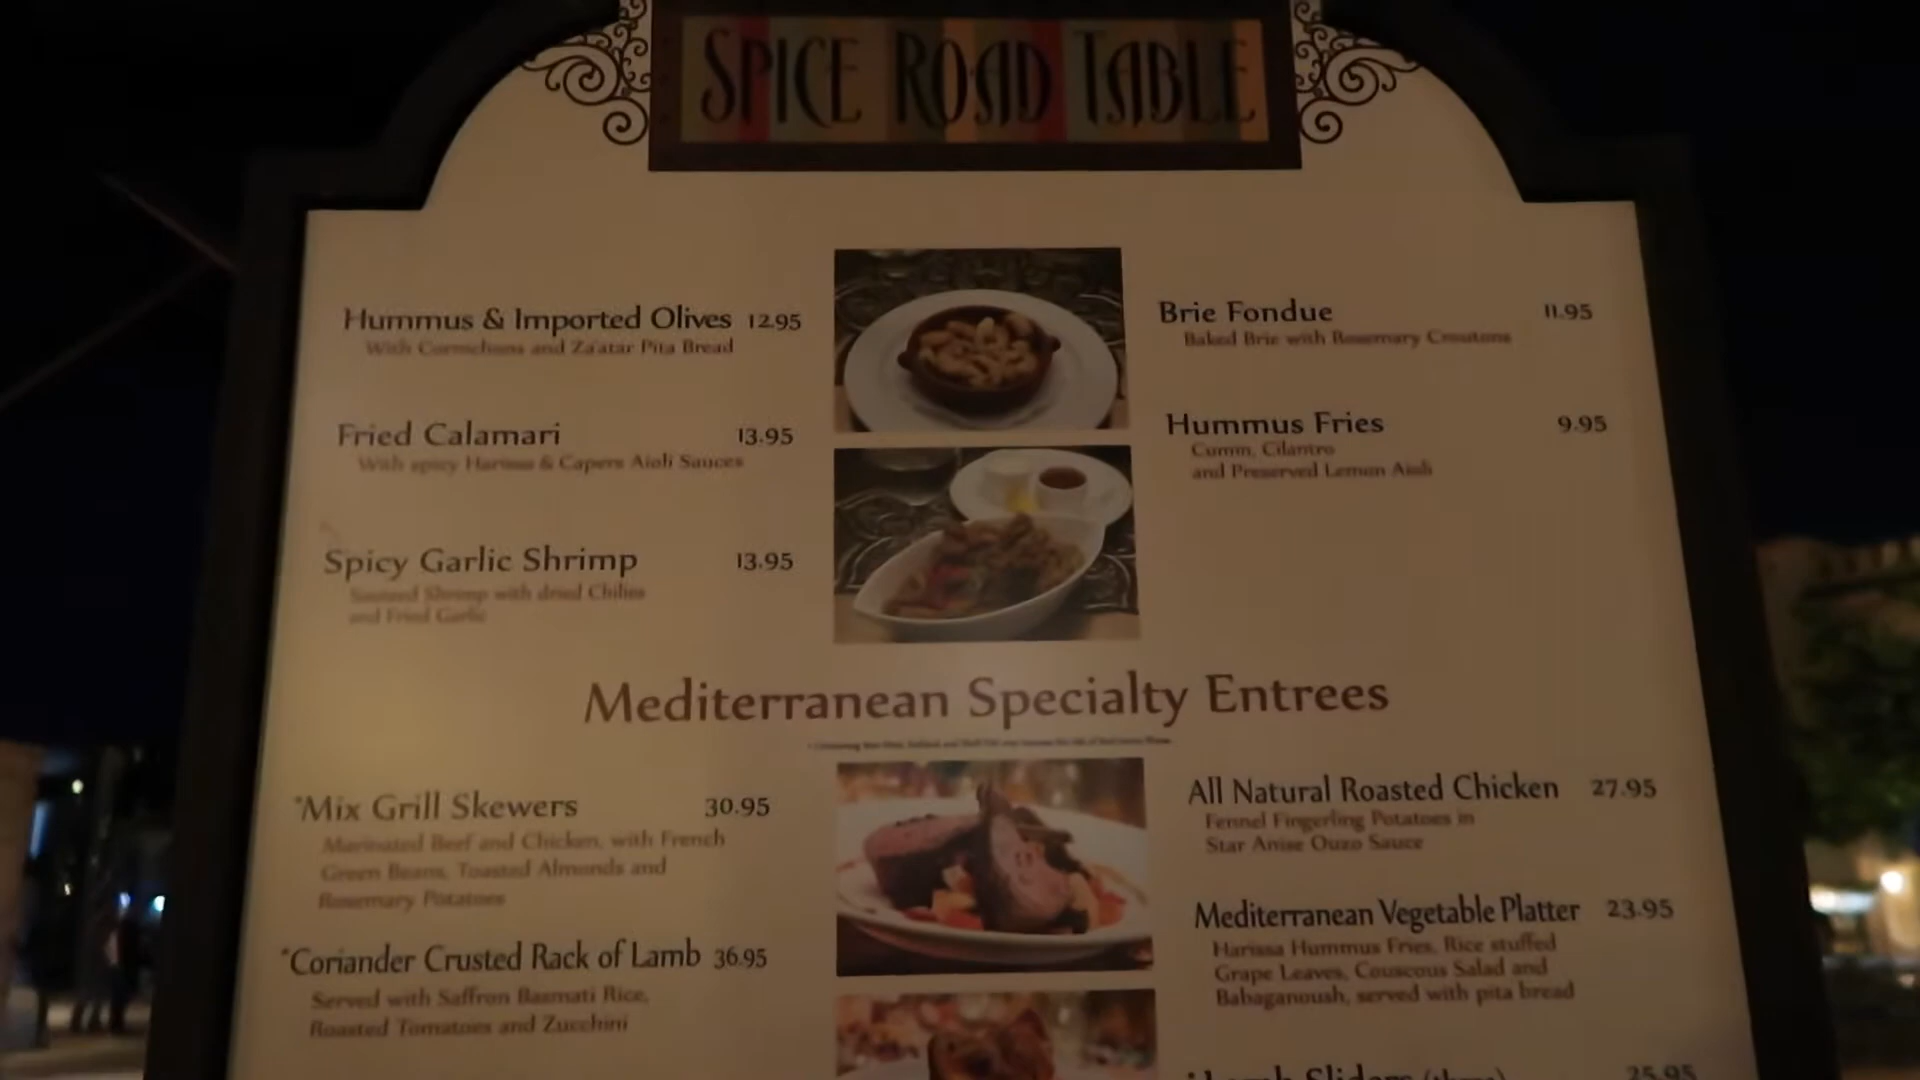 SPICE ROAD TABLE
Hummus & Imported Olives 12.95
With Cornichons and Za'atar Pita Bread
Fried Calamari 13.95
With spicy Harissa & Capers Aioli Sauces
Spicy Garlic Shrimp 13.95
Sauteed Shrimp with dried Chilies
and Fried Garlic
Brie Fondue 11.95
Baked Brie with Rosemary Croutons
Hummus Fries 9.95
Cumin, Cilantro
and Preserved Lemon Aioli
Mediterranean Specialty Entrees
*Mix Grill Skewers 30.95
Marinated Beef and Chicken, with French
Green Beans, Toasted Almonds and
Rosemary Potatoes
*Coriander Crusted Rack of Lamb 36.95
Served with Saffron Basmati Rice,
Roasted Tomatoes and Zucchini
All Natural Roasted Chicken 27.95
Fennel Fingerling Potatoes in
Star Anise Ouzo Sauce
Mediterranean Vegetable Platter 23.95
Harissa Hummus Fries, Rice stuffed
Grape Leaves, Couscous Salad and
Babaganoush, served with pita bread
*Lamb Sliders (three) 25.95